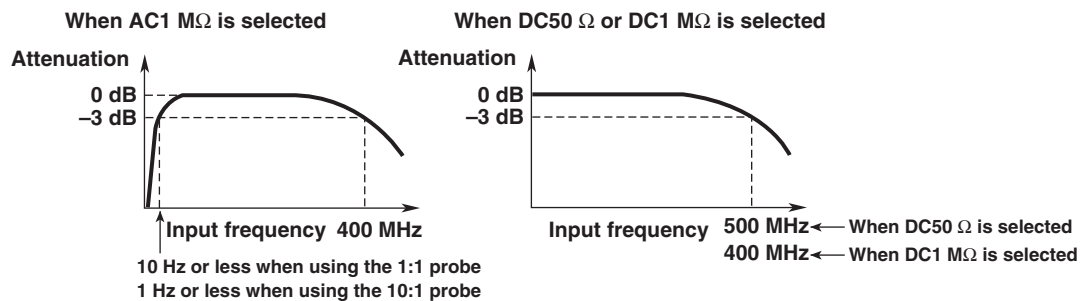 When AC1 MΩ is selected
Attenuation
0 dB
–3 dB
Input frequency 400 MHz
10 Hz or less when using the 1:1 probe
1 Hz or less when using the 10:1 probe
When DC50 Ω or DC1 MΩ is selected
Attenuation
0 dB
–3 dB
Input frequency
500 MHz When DC50 Ω is selected
400 MHz When DC1 MΩ is selected